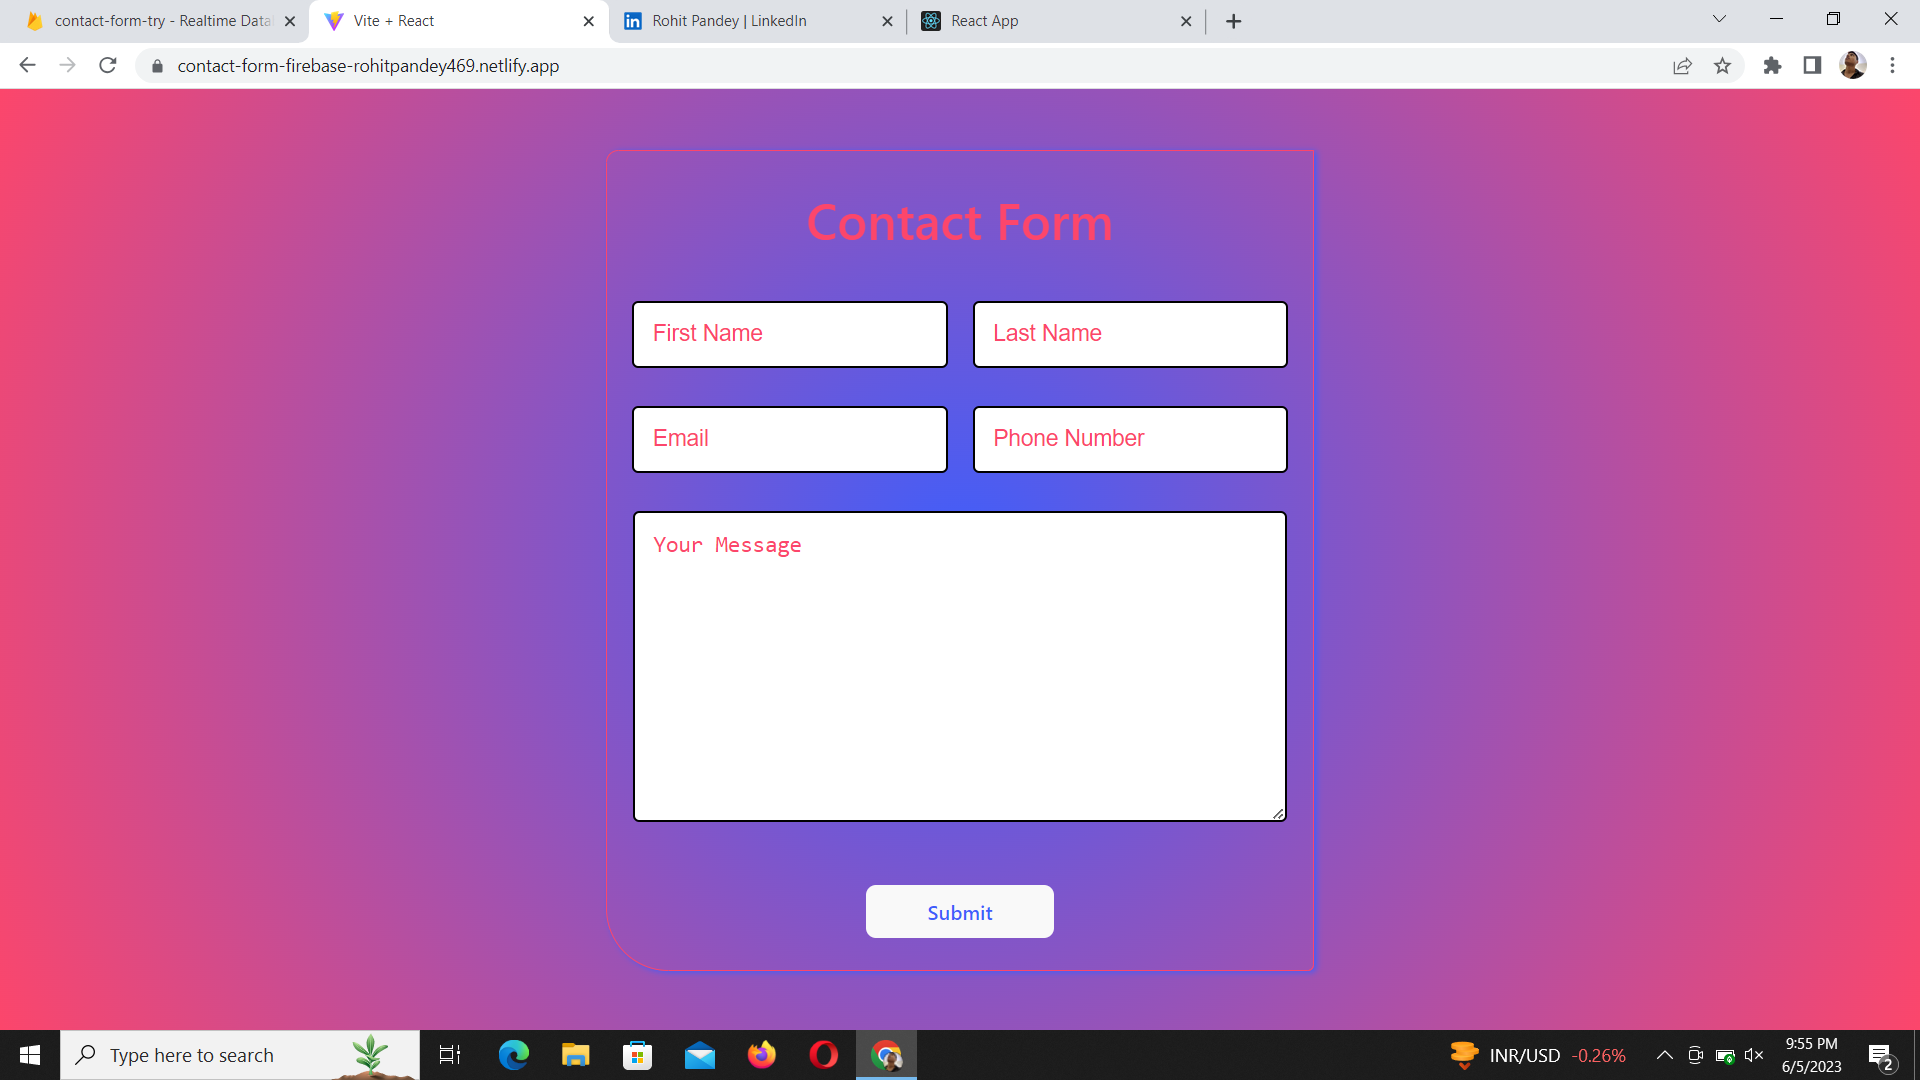 contact-form-try - Realtime Data
Vite + React
Rohit Pandey | LinkedIn
React App
contact-form-firebase-rohitpandey469.netlify.app
Contact Form
First Name
Last Name
Email
Phone Number
Your Message
Submit
Type here to search
INR/USD -0.26%
9:55 PM
6/5/2023
2